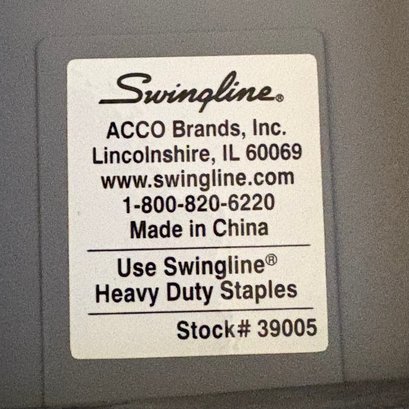 Swingline®
ACCO Brands, Inc.
Lincolnshire, IL 60069
www.swingline.com
1-800-820-6220
Made in China
Use Swingline®
Heavy Duty Staples
Stock# 39005